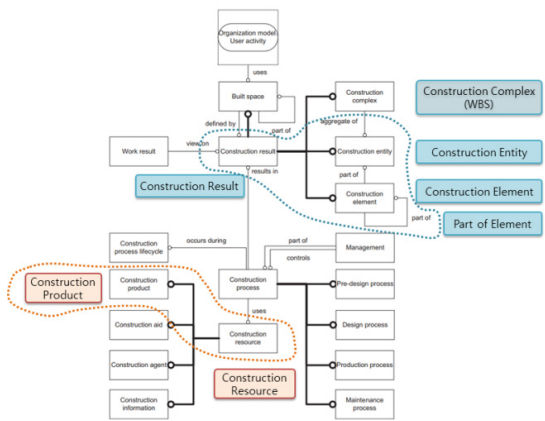 Organization model
User activity
uses
Built space
Construction
complex
Construction Complex
(WBS)
defined by
part of
aggregate of
Work result
view on
Construction result
Construction entity
Construction Entity
results in
part of
Construction Result
Construction
element
Construction Element
part of
Part of Element
Construction
process lifecycle
occurs during
part of
controls
Management
Construction
Product
Construction
product
Construction
process
Pre-design process
uses
Construction aid
Construction
resource
Design process
Construction agent
Construction
Resource
Production process
Construction
information
Maintenance
process